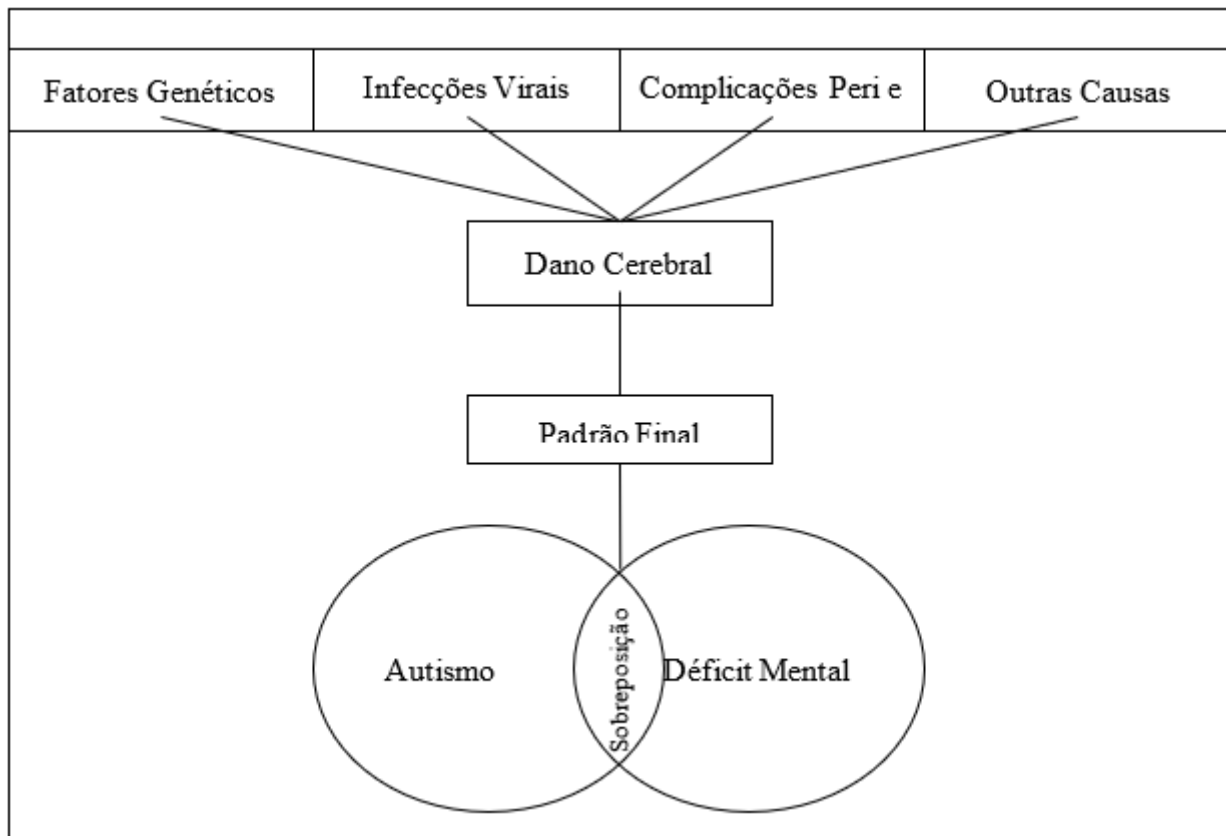 Fatores Genéticos
Infecções Virais
Complicações Peri e
Outras Causas
Dano Cerebral
Padrão Final
Autismo
Sobreposição
Déficit Mental